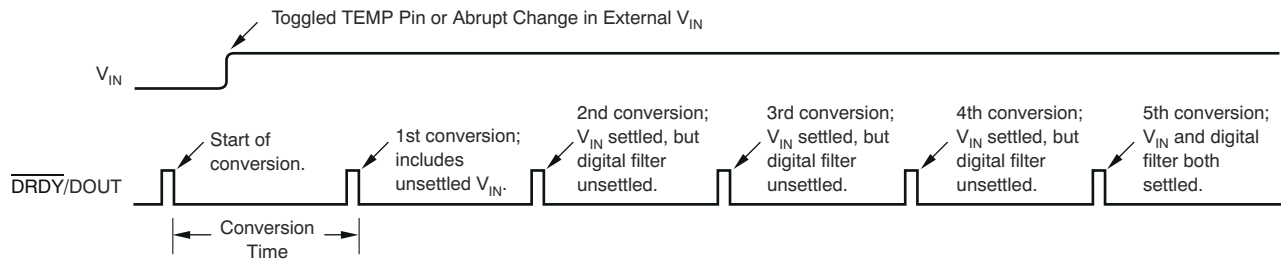 Toggled TEMP Pin or Abrupt Change in External V_IN
V_IN
Start of
conversion.
1st conversion;
includes
unsettled V_IN.
2nd conversion;
V_IN settled, but
digital filter
unsettled.
3rd conversion;
V_IN settled, but
digital filter
unsettled.
4th conversion;
V_IN settled, but
digital filter
unsettled.
5th conversion;
V_IN and digital
filter both
settled.
DRDY/DOUT
Conversion
Time